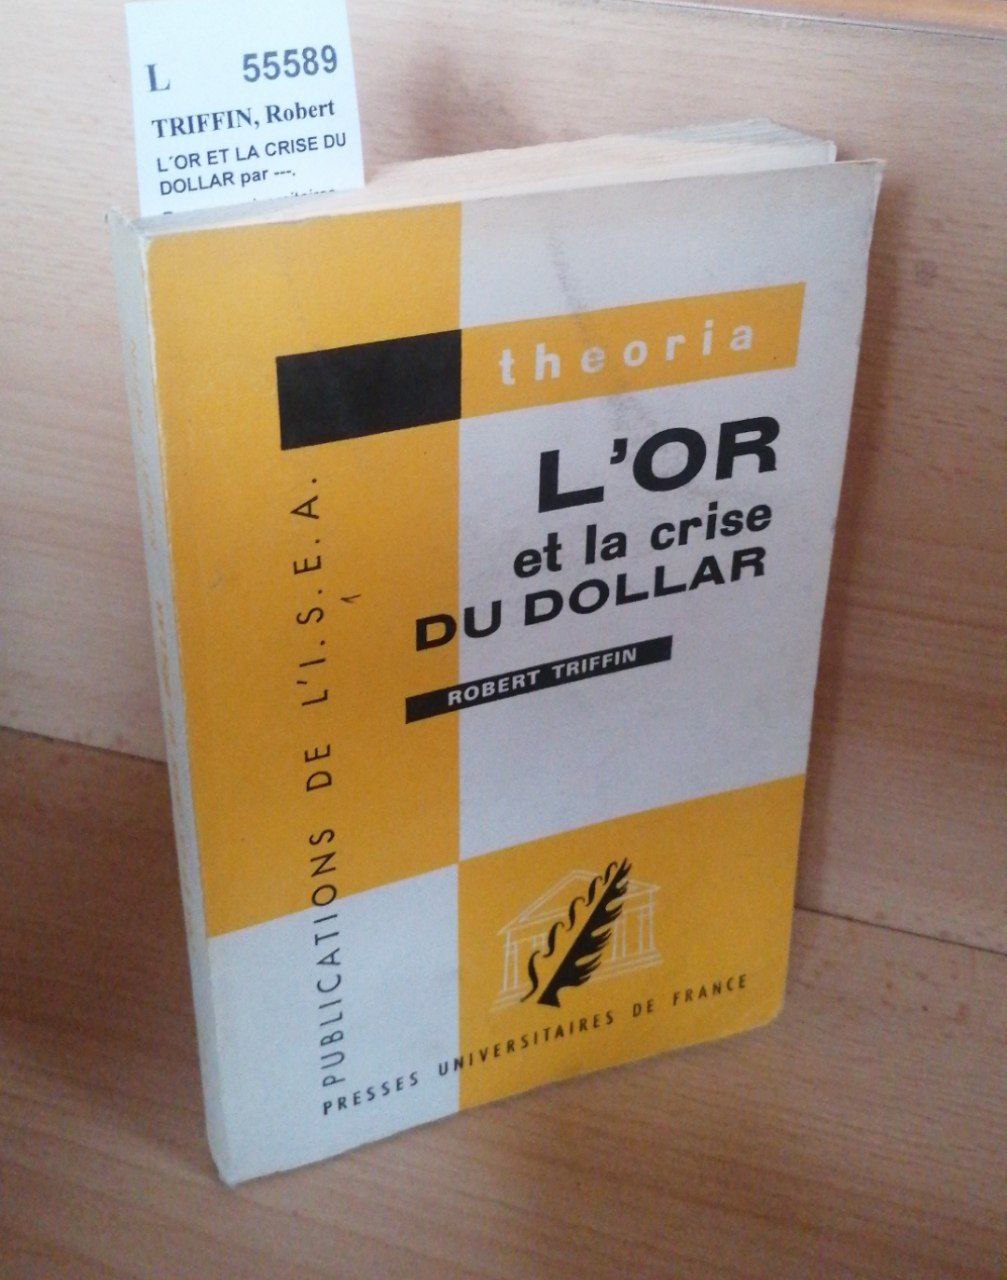 L 55589
TRIFFIN, Robert
L´OR ET LA CRISE DU
DOLLAR par ---.
theoria
L'OR
et la crise
DU DOLLAR
ROBERT TRIFFIN
PUBLICATIONS DE L'I.S.E.A.
PRESSES UNIVERSITAIRES DE FRANCE